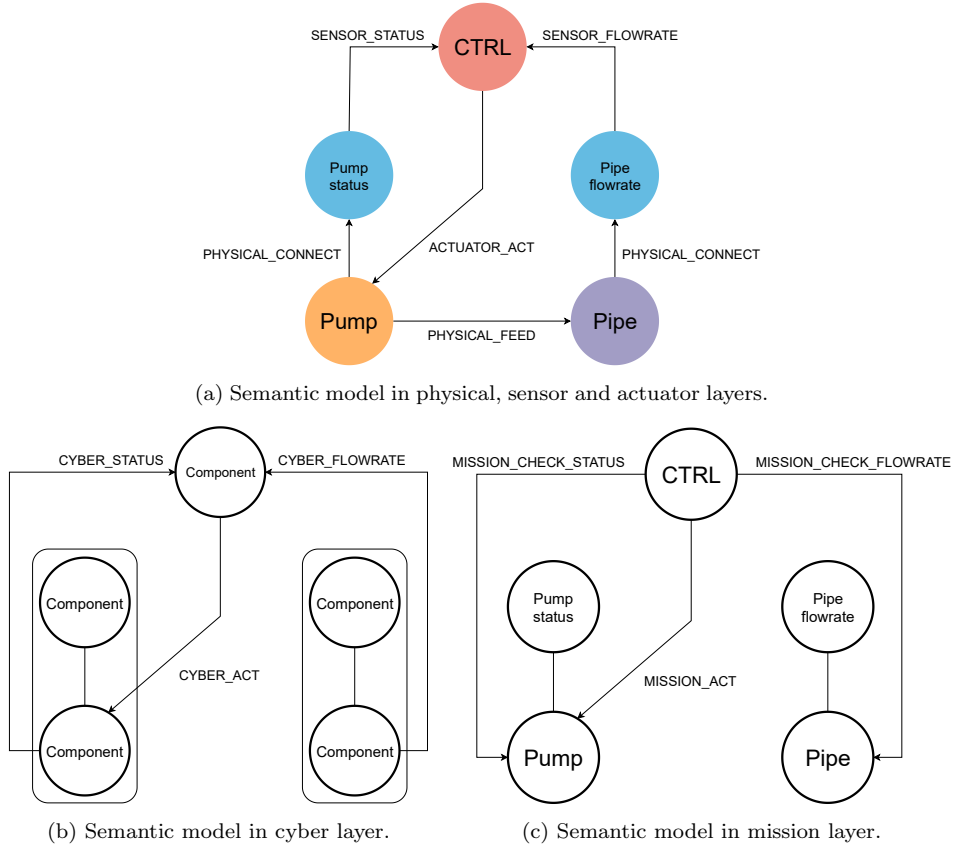 SENSOR_STATUS
CTRL
SENSOR_FLOWRATE
Pump
status
Pipe
flowrate
PHYSICAL_CONNECT
ACTUATOR_ACT
PHYSICAL_CONNECT
Pump
PHYSICAL_FEED
Pipe
(a) Semantic model in physical, sensor and actuator layers.
CYBER_STATUS
Component
CYBER_FLOWRATE
Component
Component
CYBER_ACT
Component
Component
(b) Semantic model in cyber layer.
MISSION_CHECK_STATUS
CTRL
MISSION_CHECK_FLOWRATE
Pump
status
Pipe
flowrate
MISSION_ACT
Pump
Pipe
(c) Semantic model in mission layer.